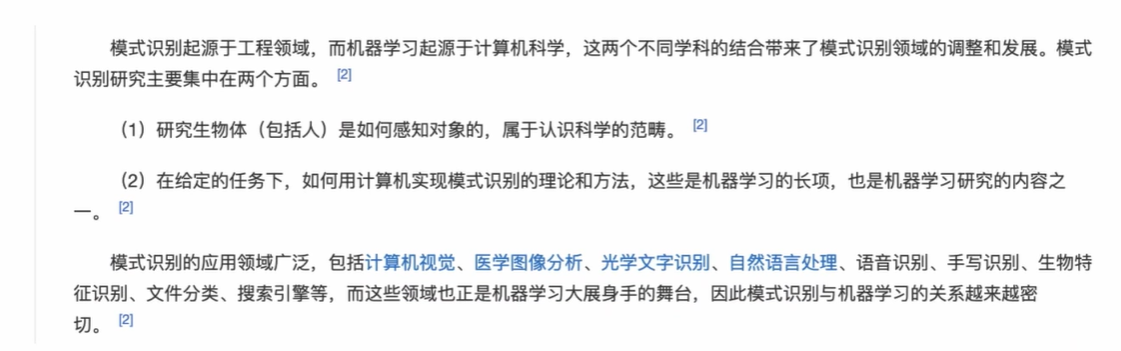 模式识别起源于工程领域，而机器学习起源于计算机科学，这两个不同学科的结合带来了模式识别领域的调整和发展。模式
识别研究主要集中在两个方面。 [2]
（1）研究生物体（包括人）是如何感知对象的，属于认识科学的范畴。 [2]
（2）在给定的任务下，如何用计算机实现模式识别的理论和方法，这些是机器学习的长项，也是机器学习研究的内容之
一。 [2]
模式识别的应用领域广泛，包括计算机视觉、医学图像分析、光学文字识别、自然语言处理、语音识别、手写识别、生物特
征识别、文件分类、搜索引擎等，而这些领域也正是机器学习大展身手的舞台，因此模式识别与机器学习的关系越来越密
切。 [2]